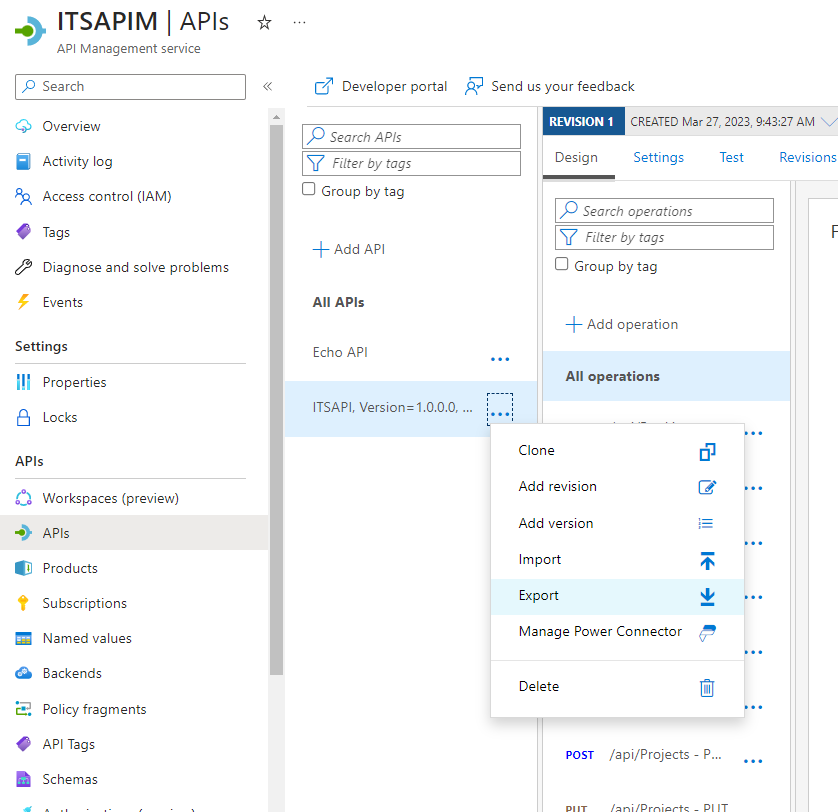 ITSAPIM | APIs
API Management service
Search
Overview
Activity log
Access control (IAM)
Tags
Diagnose and solve problems
Events
Settings
Properties
Locks
APIs
Workspaces (preview)
APIs
Products
Subscriptions
Named values
Backends
Policy fragments
API Tags
Schemas
Developer portal
Send us your feedback
Search APIs
Filter by tags
Group by tag
Add API
All APIs
Echo API
ITSAPI, Version=1.0.0.0, ...
REVISION 1
CREATED Mar 27, 2023, 9:43:27 AM
Design
Settings
Test
Revisions
Search operations
Filter by tags
Group by tag
Add operation
All operations
Clone
Add revision
Add version
Import
Export
Manage Power Connector
Delete
POST /api/Projects - P...
PUT /api/Projects - PUT